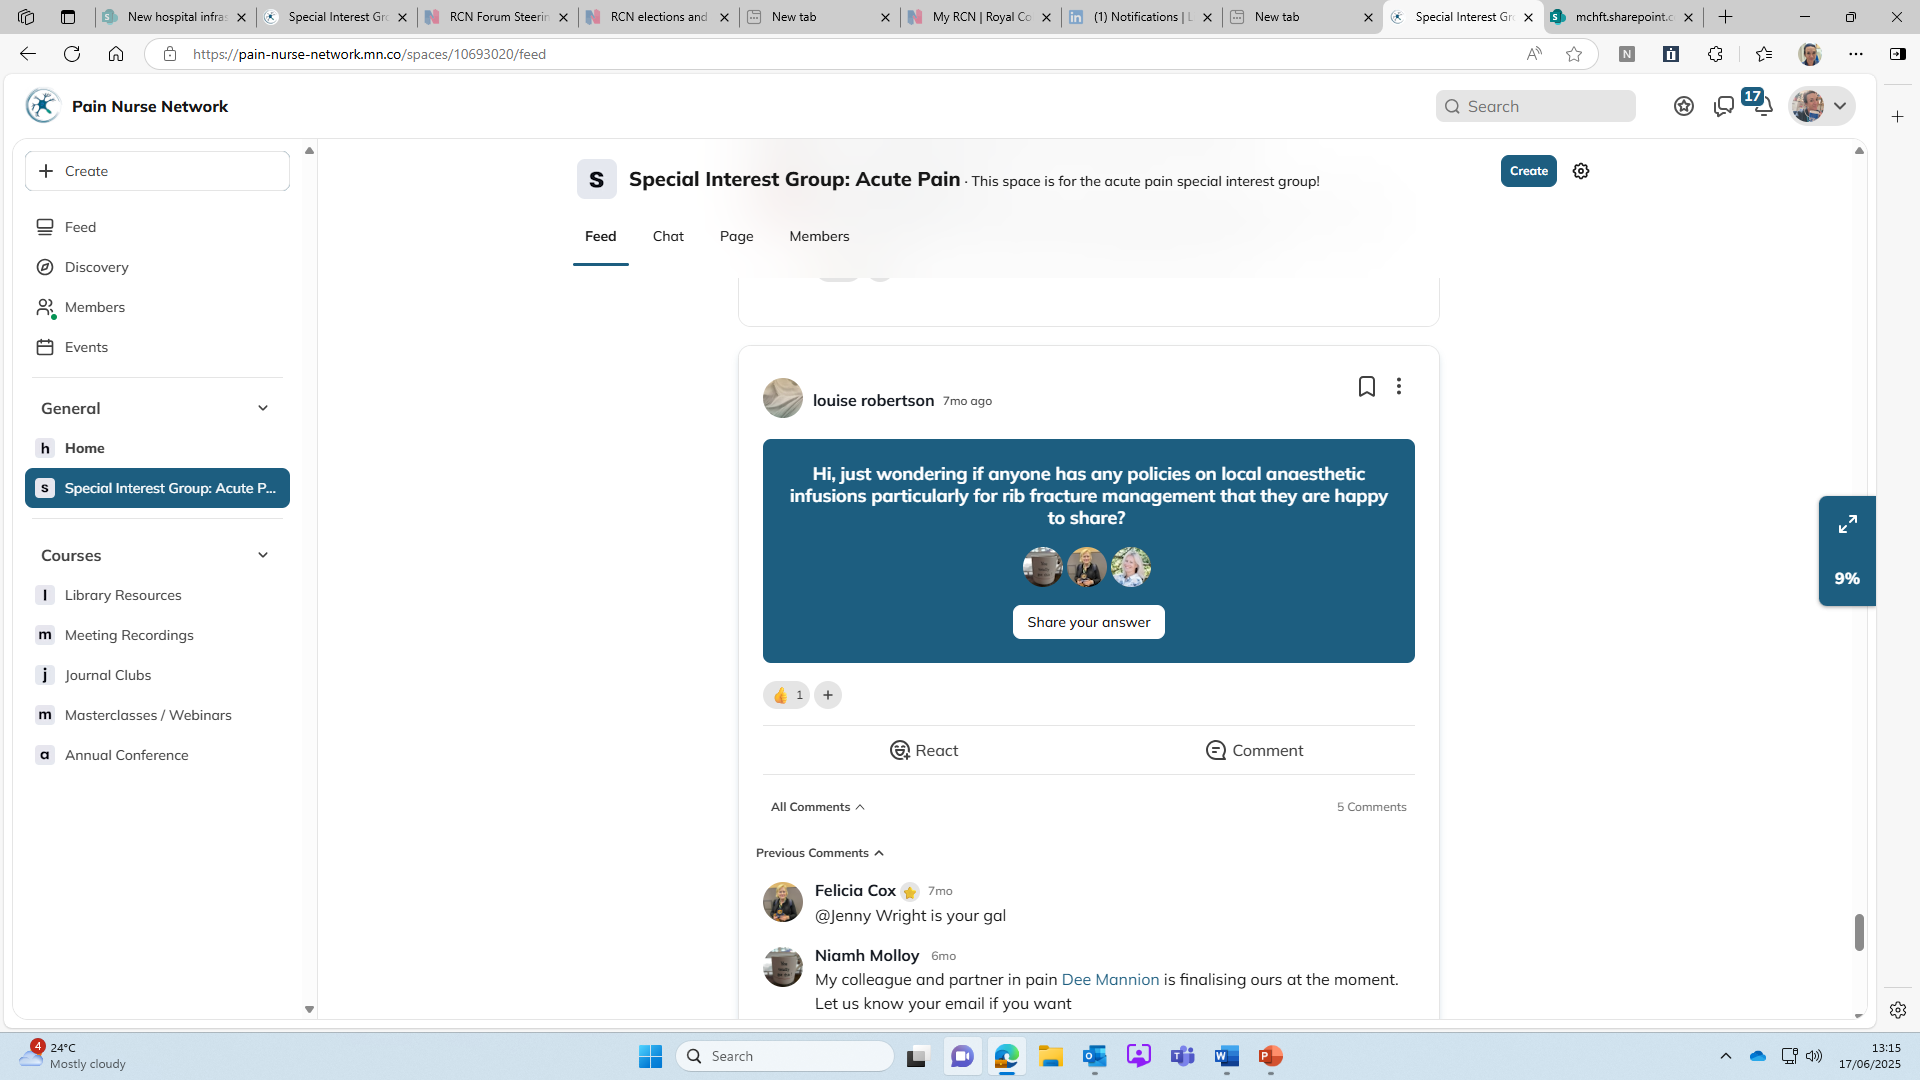 New hospital infras
Special Interest Gro
RCN Forum Steerin
RCN elections and
New tab
My RCN | Royal Co
(1) Notifications | L
New tab
Special Interest Gro
mchft.sharepoint.c
https://pain-nurse-network.mn.co/spaces/10693020/feed
Pain Nurse Network
Search
17
Create
Feed
Discovery
Members
Events
General
h Home
s Special Interest Group: Acute P...
Courses
l Library Resources
m Meeting Recordings
j Journal Clubs
m Masterclasses / Webinars
a Annual Conference
S Special Interest Group: Acute Pain · This space is for the acute pain special interest group!
Create
Feed Chat Page Members
louise robertson 7mo ago
Hi, just wondering if anyone has any policies on local anaesthetic
infusions particularly for rib fracture management that they are happy
to share?
Share your answer
1
React
Comment
All Comments
5 Comments
Previous Comments
Felicia Cox 7mo
@Jenny Wright is your gal
Niamh Molloy 6mo
My colleague and partner in pain Dee Mannion is finalising ours at the moment.
Let us know your email if you want
9%
4
24°C
Mostly cloudy
Search
13:15
17/06/2025